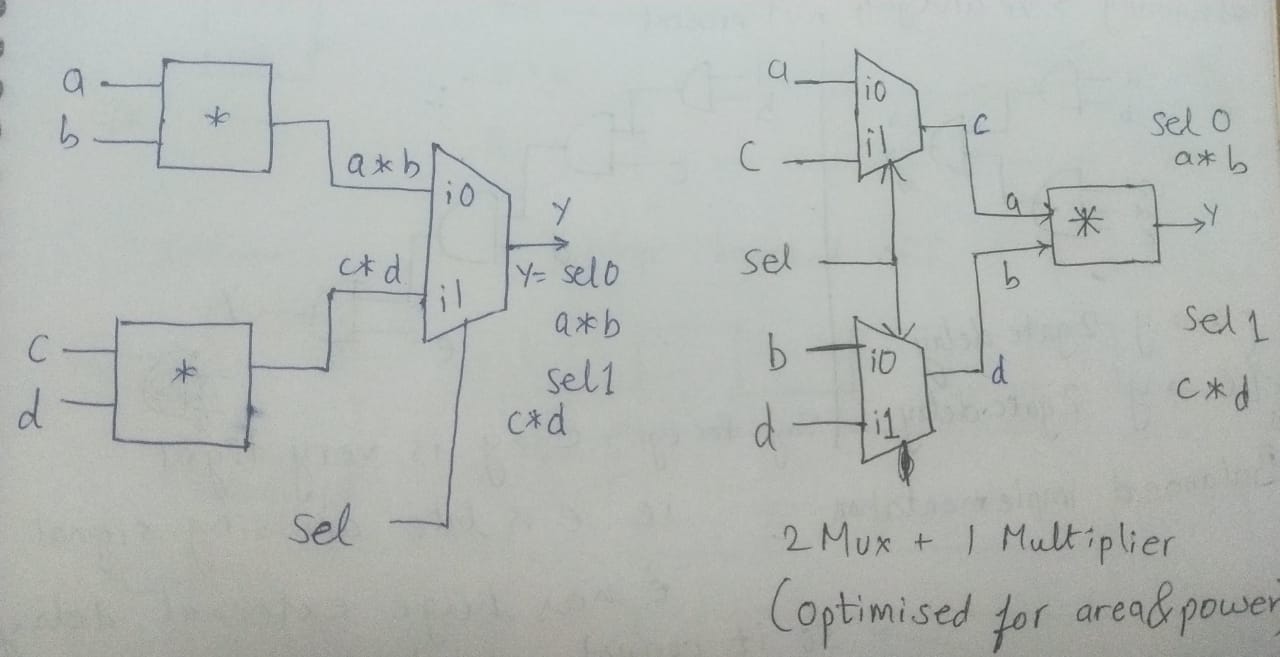 a
b
*
a*b
i0
i1
c*d
Y
Y= sel0
a*b
sel1
c*d
c
d
*
sel
a
c
i0
i1
c
sel
a
b
*
Y
sel 0
a*b
b
d
i0
i1
d
sel 1
c*d
2 Mux + 1 Multiplier
(optimised for area&power)